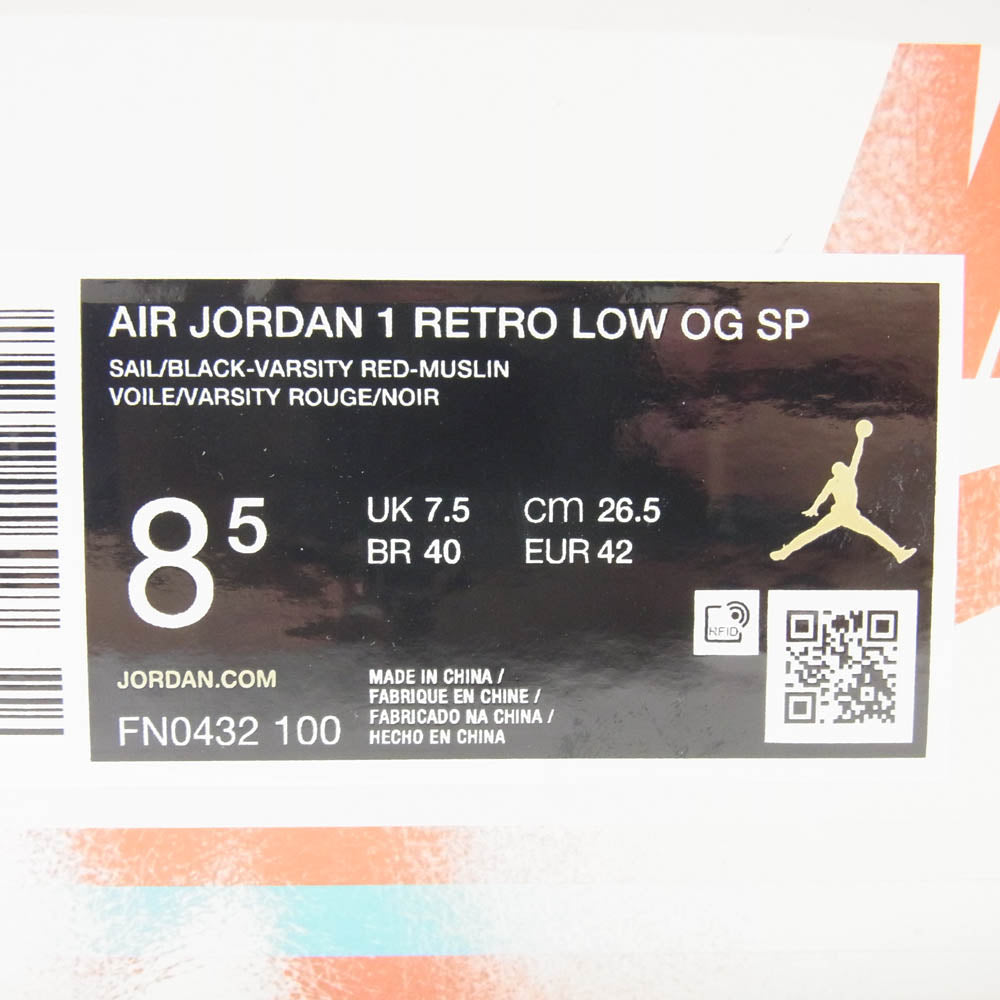 AIR JORDAN 1 RETRO LOW OG SP
SAIL/BLACK-VARSITY RED-MUSLIN
VOILE/VARSITY ROUGE/NOIR
8 5
UK 7.5 cm 26.5
BR 40 EUR 42
RFID
JORDAN.COM
FN0432 100
MADE IN CHINA /
FABRIQUE EN CHINE /
FABRICADO NA CHINA /
HECHO EN CHINA